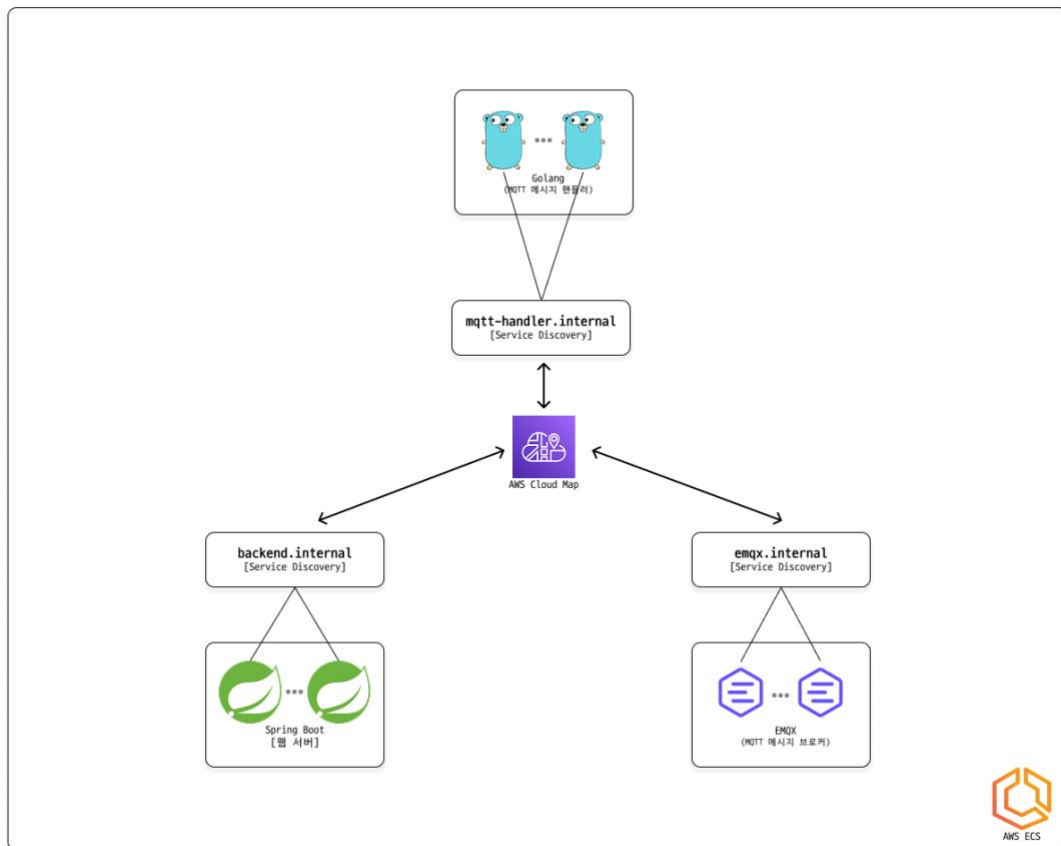 Golang
(MQTT 메시지 핸들러)
mqtt-handler.internal
[Service Discovery]
AWS Cloud Map
backend.internal
[Service Discovery]
emqx.internal
[Service Discovery]
Spring Boot
[웹 서버]
EMQX
(MQTT 메시지 브로커)
AWS ECS